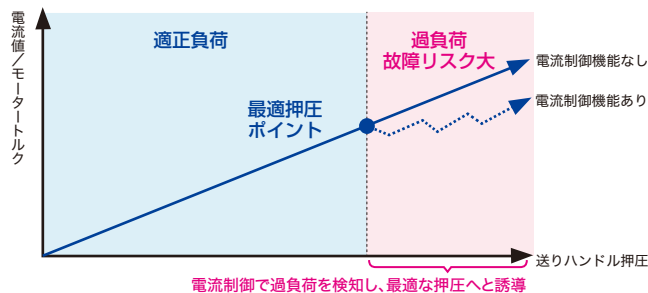 電流値／モータートルク
適正負荷
過負荷
故障リスク大
電流制御機能なし
電流制御機能あり
最適押圧
ポイント
送りハンドル押圧
電流制御で過負荷を検知し、最適な押圧へと誘導